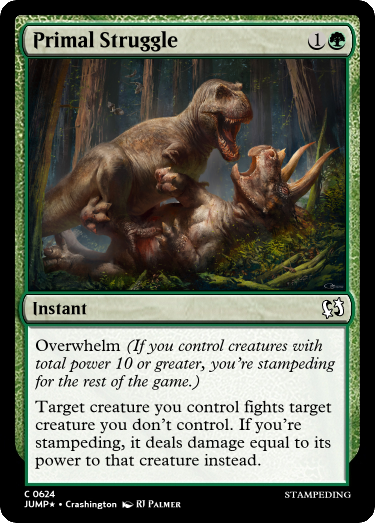 Primal Struggle 1
Instant
Overwhelm (If you control creatures with
total power 10 or greater, you're stampeding
for the rest of the game.)
Target creature you control fights target
creature you don't control. If you're
stampeding, it deals damage equal to its
power to that creature instead.
C 0624
JUMP★ • Crashington RJ PALMER
STAMPEDING